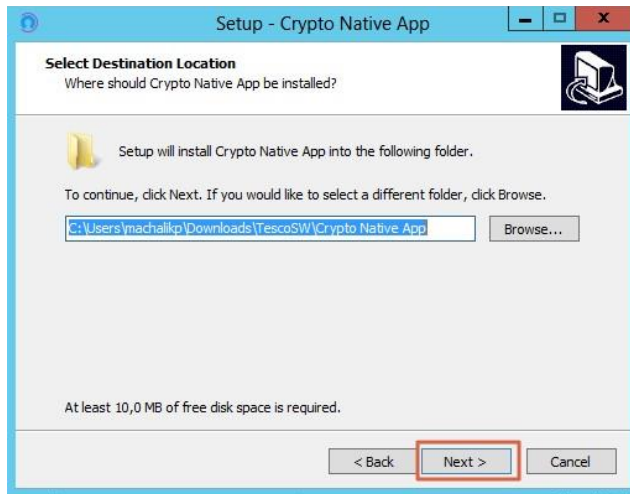 Setup - Crypto Native App
Select Destination Location
Where should Crypto Native App be installed?
Setup will install Crypto Native App into the following folder.
To continue, click Next. If you would like to select a different folder, click Browse.
C:\Users\machalikp\Downloads\TescoSW\Crypto Native App
Browse...
At least 10,0 MB of free disk space is required.
< Back
Next >
Cancel